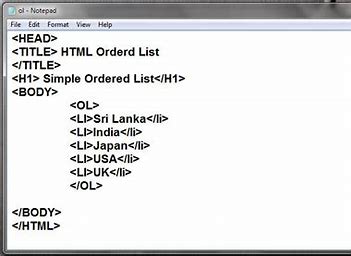 ol - Notepad
File Edit Format View Help
<HEAD>
<TITLE> HTML Orderd List
</TITLE>
<H1> Simple Ordered List</H1>
<BODY>
<OL>
<LI>Sri Lanka</li>
<LI>India</li>
<LI>Japan</li>
<LI>USA</li>
<LI>UK</li>
</OL>
</BODY>
</HTML>